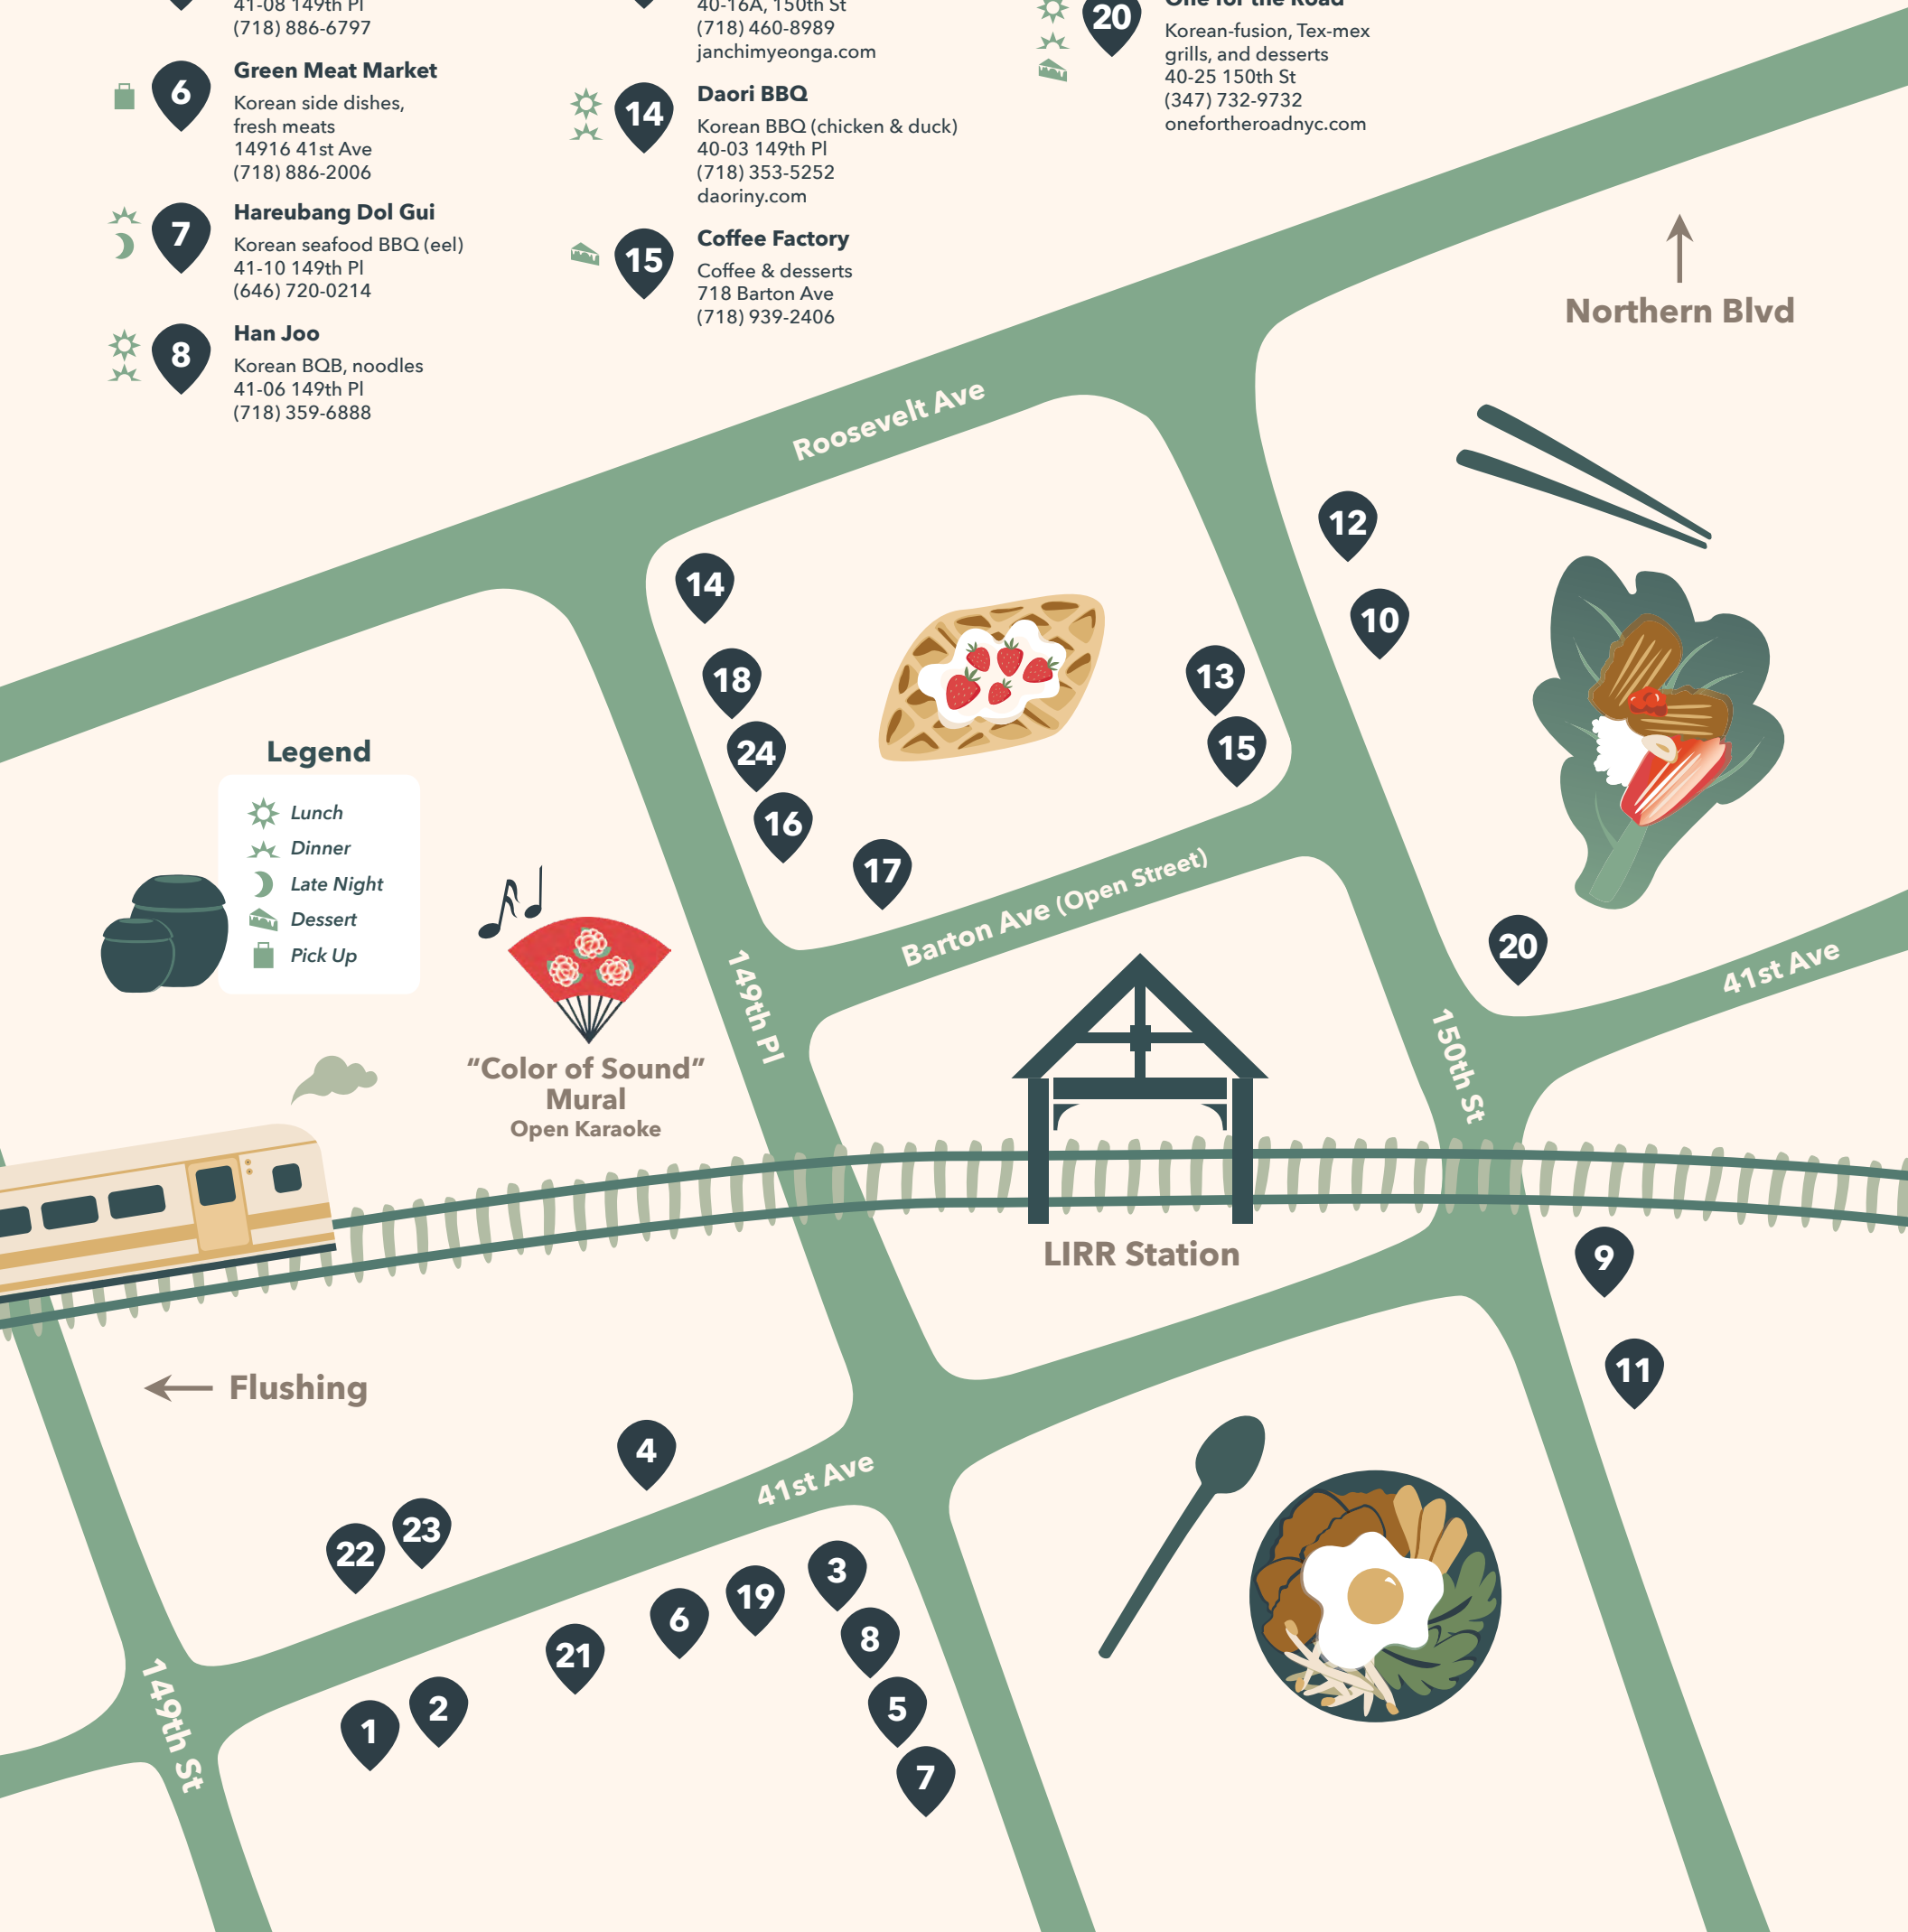 41-08 149th Pl
(718) 886-6797
6
Green Meat Market
Korean side dishes,
fresh meats
14916 41st Ave
(718) 886-2006
7
Hareubang Dol Gui
Korean seafood BBQ (eel)
41-10 149th Pl
(646) 720-0214
8
Han Joo
Korean BQB, noodles
41-06 149th Pl
(718) 359-6888
40-16A, 150th St
(718) 460-8989
janchimyeonga.com
14
Daori BBQ
Korean BBQ (chicken & duck)
40-03 149th Pl
(718) 353-5252
daoriny.com
15
Coffee Factory
Coffee & desserts
718 Barton Ave
(718) 939-2406
20
One for the Road
Korean-fusion, Tex-mex
grills, and desserts
40-25 150th St
(347) 732-9732
onefortheroadnyc.com
Northern Blvd
Roosevelt Ave
12
10
14
18
24
16
17
13
15
20
Legend
Lunch
Dinner
Late Night
Dessert
Pick Up
Barton Ave (Open Street)
41st Ave
149th Pl
150th St
"Color of Sound"
Mural
Open Karaoke
LIRR Station
9
11
Flushing
4
41st Ave
22
23
3
19
6
8
21
5
2
1
7
149th St